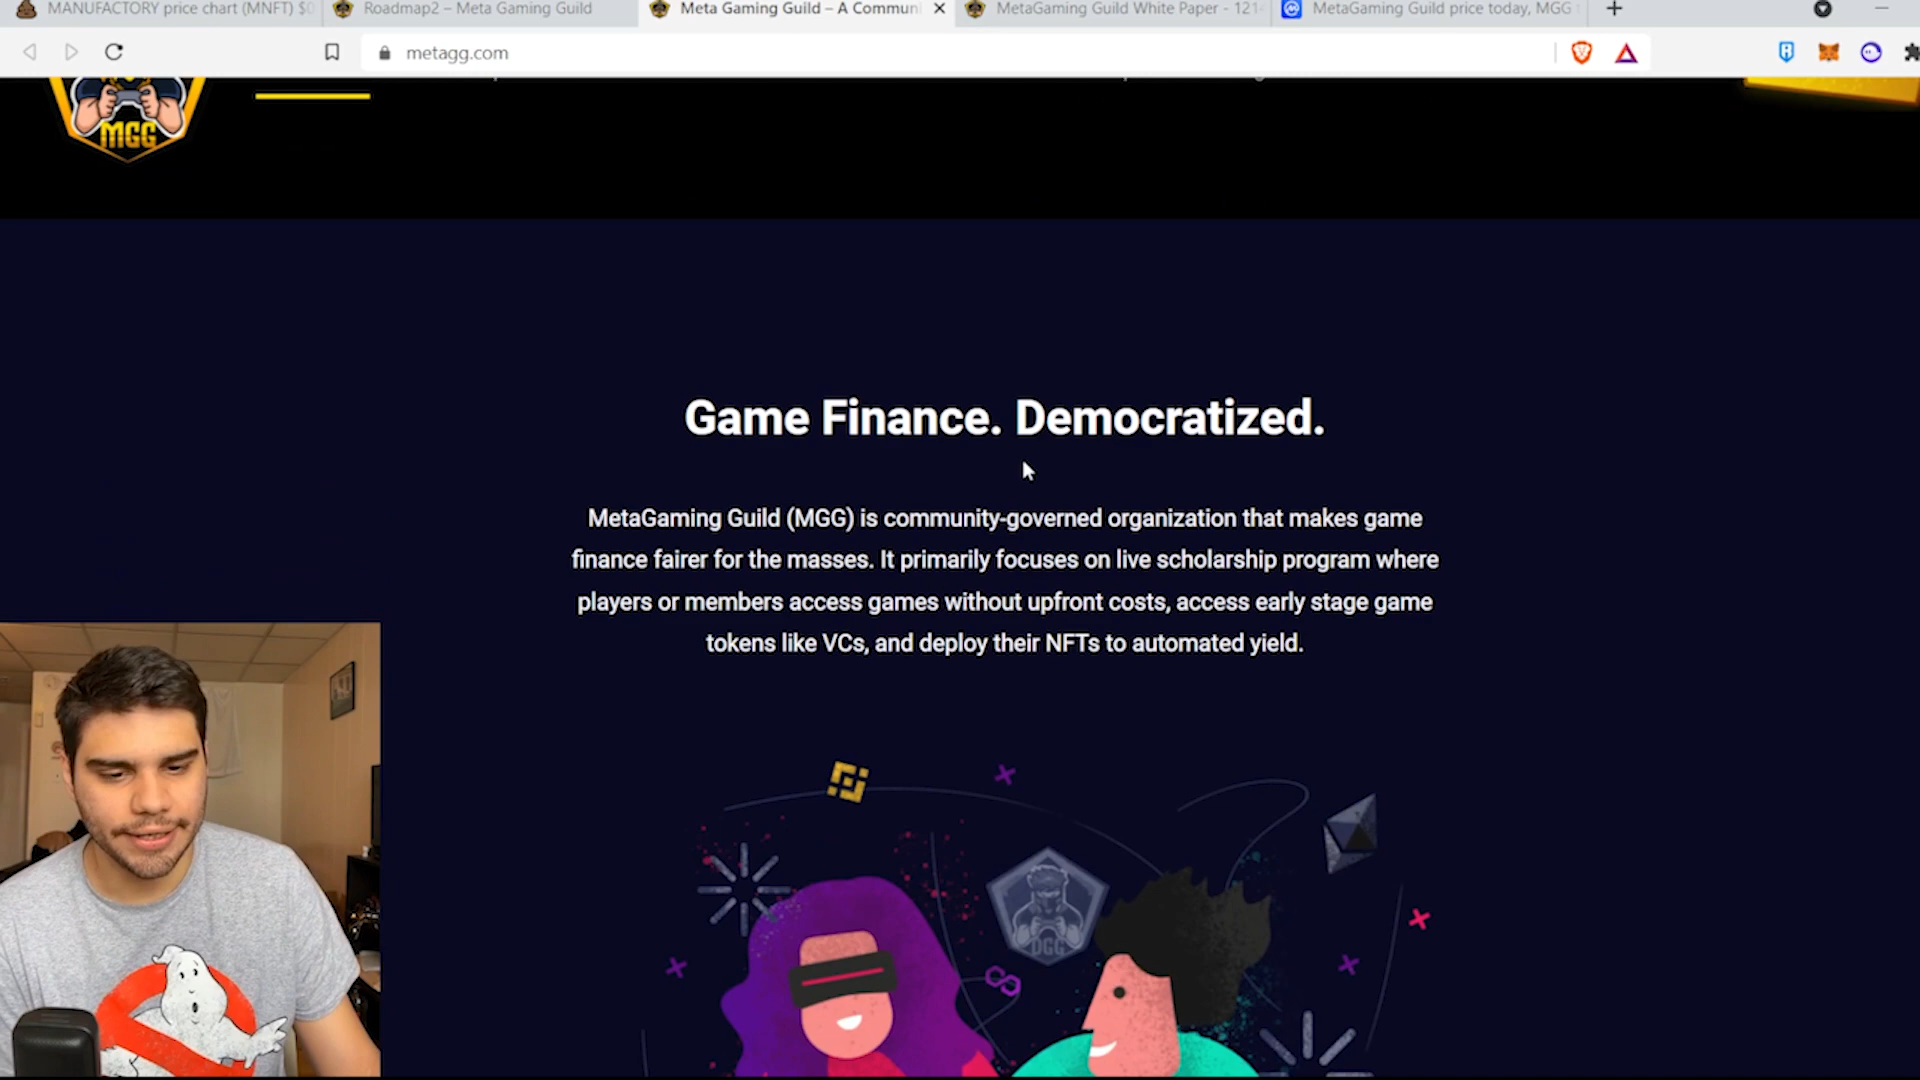 MANUFACTORY price chart (MNFT) $0
Roadmap2 – Meta Gaming Guild
Meta Gaming Guild – A Commun
MetaGaming Guild White Paper - 121
MetaGaming Guild price today, MGG
metagg.com
MGG
Game Finance. Democratized.
MetaGaming Guild (MGG) is community-governed organization that makes game
finance fairer for the masses. It primarily focuses on live scholarship program where
players or members access games without upfront costs, access early stage game
tokens like VCs, and deploy their NFTs to automated yield.
DGG